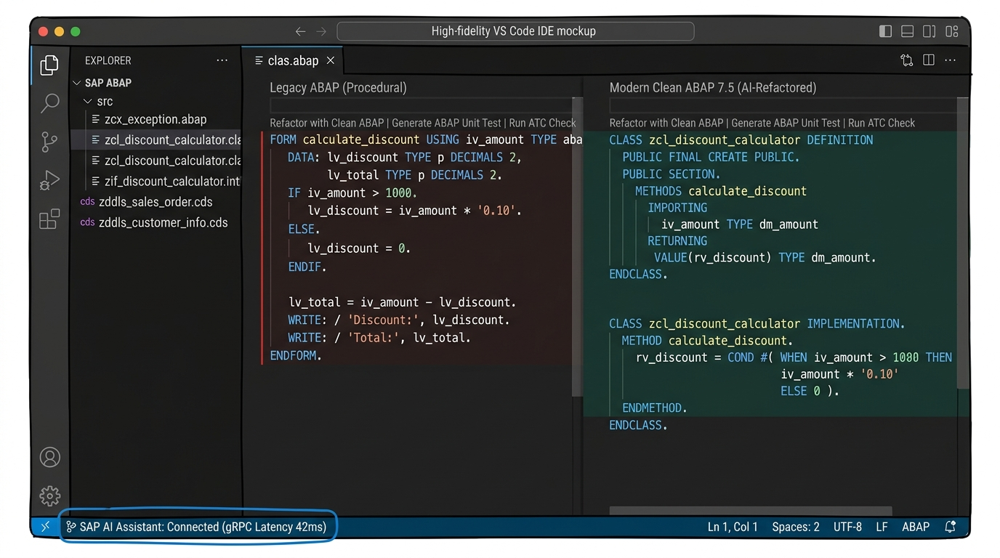 High-fidelity VS Code IDE mockup
EXPLORER
SAP ABAP
src
zcx_exception.abap
zcl_discount_calculator.cla
zcl_discount_calculator.cla
zif_discount_calculator.int
cds zddls_sales_order.cds
cds zddls_customer_info.cds
clas.abap
Legacy ABAP (Procedural)
Refactor with Clean ABAP | Generate ABAP Unit Test | Run ATC Check
FORM calculate_discount USING iv_amount TYPE aba
DATA: lv_discount TYPE p DECIMALS 2,
lv_total TYPE p DECIMALS 2.
IF iv_amount > 1000.
lv_discount = iv_amount * '0.10'.
ELSE.
lv_discount = 0.
ENDIF.
lv_total = iv_amount - lv_discount.
WRITE: / 'Discount:', lv_discount.
WRITE: / 'Total:', lv_total.
ENDFORM.
Modern Clean ABAP 7.5 (AI-Refactored)
Refactor with Clean ABAP | Generate ABAP Unit Test | Run ATC Check
CLASS zcl_discount_calculator DEFINITION
PUBLIC FINAL CREATE PUBLIC.
PUBLIC SECTION.
METHODS calculate_discount
IMPORTING
iv_amount TYPE dm_amount
RETURNING
VALUE(rv_discount) TYPE dm_amount.
ENDCLASS.
CLASS zcl_discount_calculator IMPLEMENTATION.
METHOD calculate_discount.
rv_discount = COND #( WHEN iv_amount > 1080 THEN
iv_amount * '0.10'
ELSE 0 ).
ENDMETHOD.
ENDCLASS.
SAP AI Assistant: Connected (gRPC Latency 42ms)
Ln 1, Col 1
Spaces: 2
UTF-8
LF
ABAP